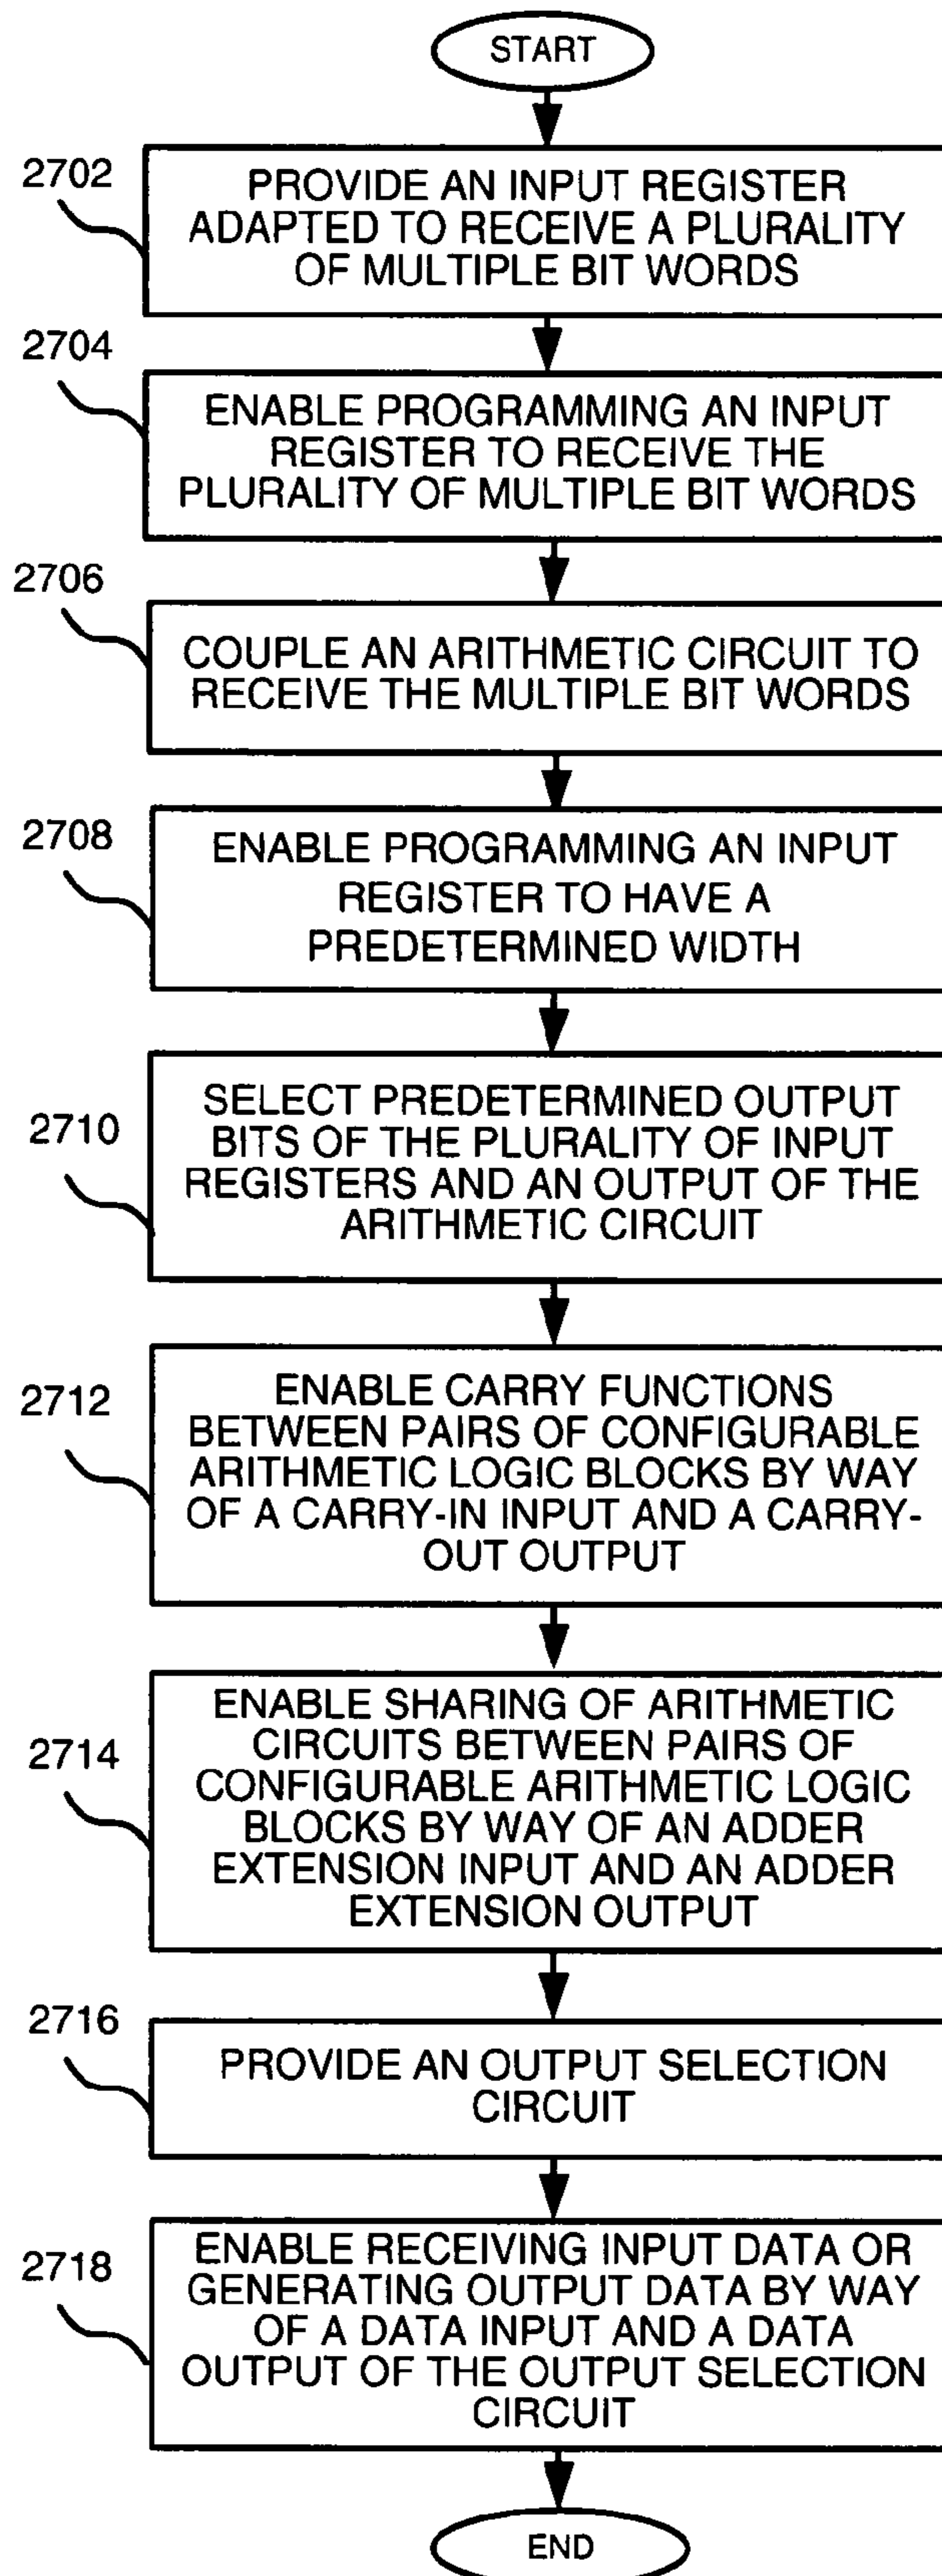 START
2702
PROVIDE AN INPUT REGISTER
ADAPTED TO RECEIVE A PLURALITY
OF MULTIPLE BIT WORDS
2704
ENABLE PROGRAMMING AN INPUT
REGISTER TO RECEIVE THE
PLURALITY OF MULTIPLE BIT WORDS
2706
COUPLE AN ARITHMETIC CIRCUIT TO
RECEIVE THE MULTIPLE BIT WORDS
2708
ENABLE PROGRAMMING AN INPUT
REGISTER TO HAVE A
PREDETERMINED WIDTH
2710
SELECT PREDETERMINED OUTPUT
BITS OF THE PLURALITY OF INPUT
REGISTERS AND AN OUTPUT OF THE
ARITHMETIC CIRCUIT
2712
ENABLE CARRY FUNCTIONS
BETWEEN PAIRS OF CONFIGURABLE
ARITHMETIC LOGIC BLOCKS BY WAY
OF A CARRY-IN INPUT AND A CARRY-
OUT OUTPUT
2714
ENABLE SHARING OF ARITHMETIC
CIRCUITS BETWEEN PAIRS OF
CONFIGURABLE ARITHMETIC LOGIC
BLOCKS BY WAY OF AN ADDER
EXTENSION INPUT AND AN ADDER
EXTENSION OUTPUT
2716
PROVIDE AN OUTPUT SELECTION
CIRCUIT
2718
ENABLE RECEIVING INPUT DATA OR
GENERATING OUTPUT DATA BY WAY
OF A DATA INPUT AND A DATA
OUTPUT OF THE OUTPUT SELECTION
CIRCUIT
END